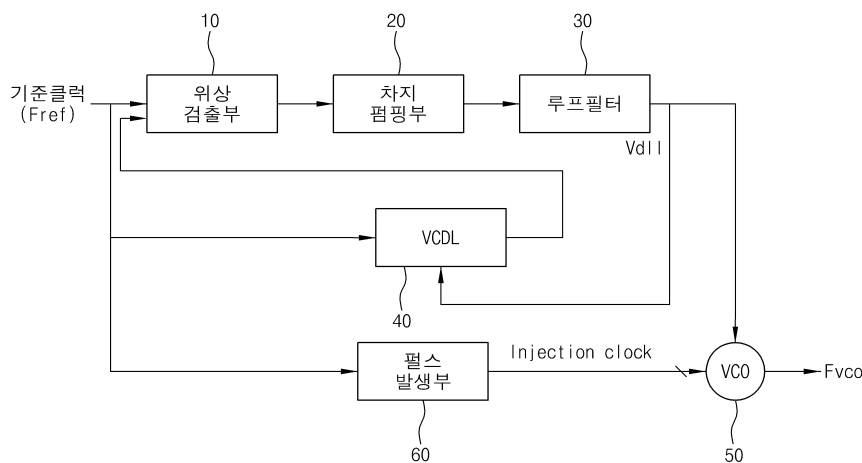 10
20
30
기준클럭
(Fref)
위상
검출부
차지
펌핑부
루프필터
Vdll
VCDL
40
Injection clock
펄스
발생부
VCO
Fvco
60
50